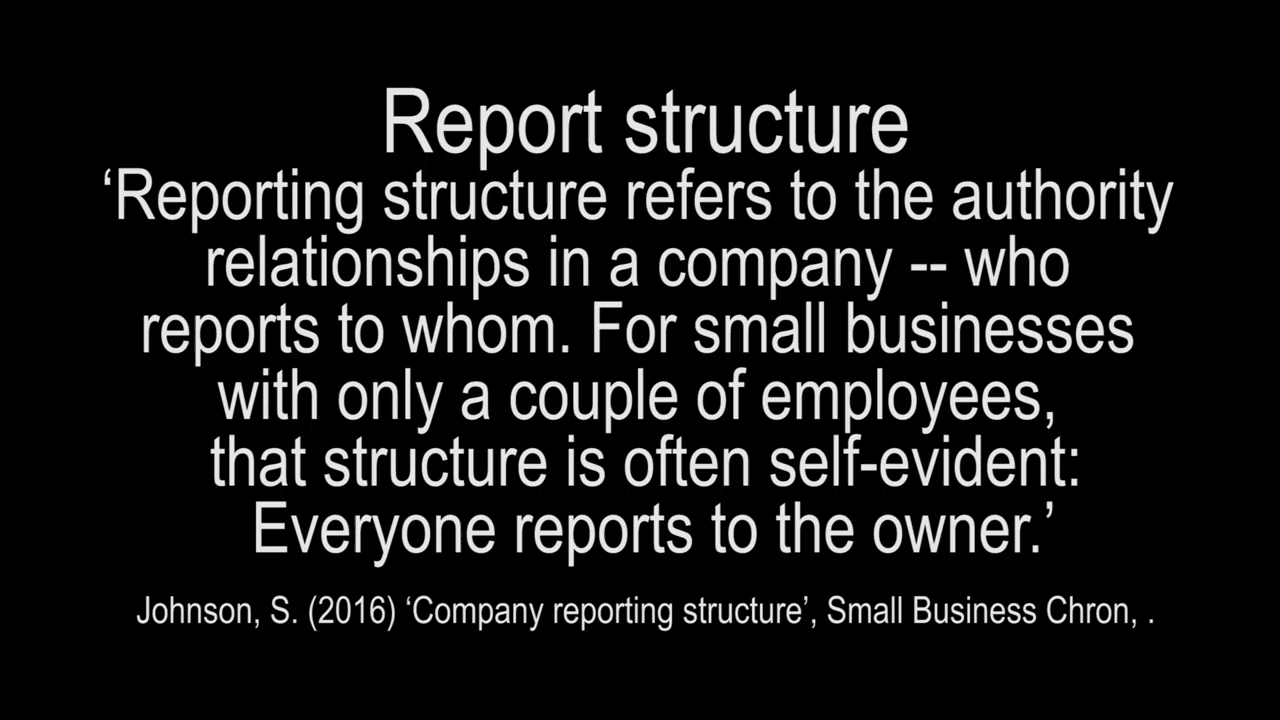 Report structure
‘Reporting structure refers to the authority
relationships in a company -- who
reports to whom. For small businesses
with only a couple of employees,
that structure is often self-evident:
Everyone reports to the owner.’
Johnson, S. (2016) ‘Company reporting structure’, Small Business Chron, .